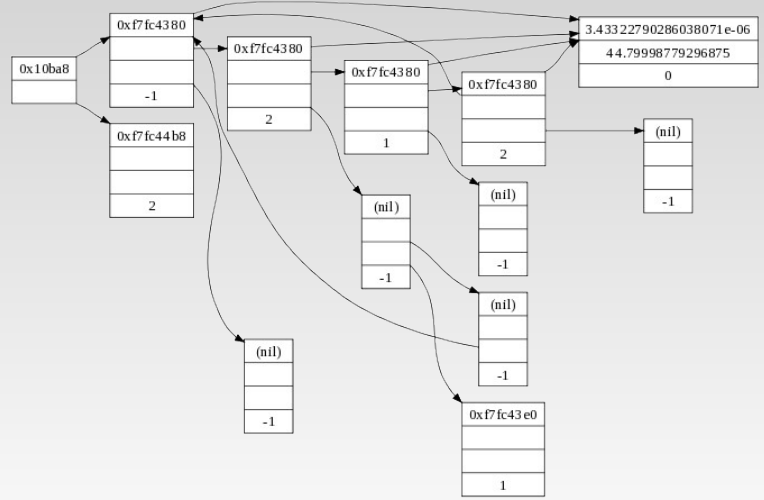 0x10ba8
0xf7fc4380
-1
0xf7fc44b8
2
0xf7fc4380
2
0xf7fc4380
1
0xf7fc4380
2
3.43322790286038071e-06
44.79998779296875
0
(nil)
-1
(nil)
-1
(nil)
-1
(nil)
-1
(nil)
-1
0xf7fc43e0
1